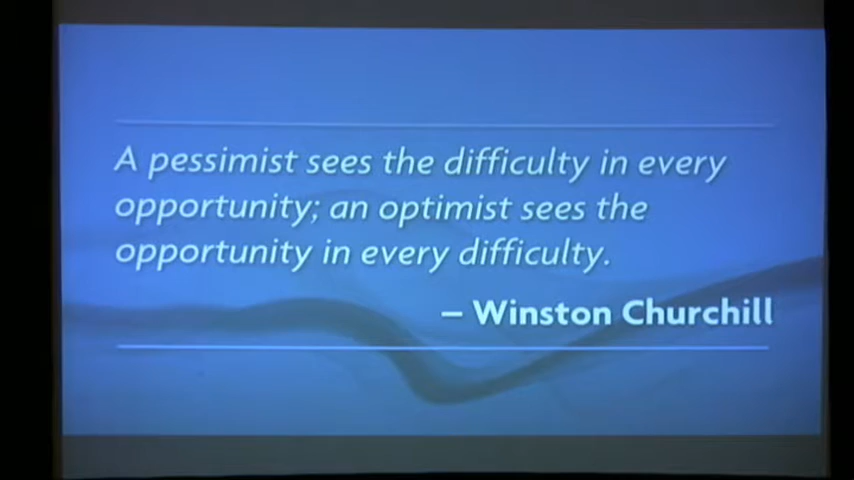 A pessimist sees the difficulty in every
opportunity; an optimist sees the
opportunity in every difficulty.
– Winston Churchill